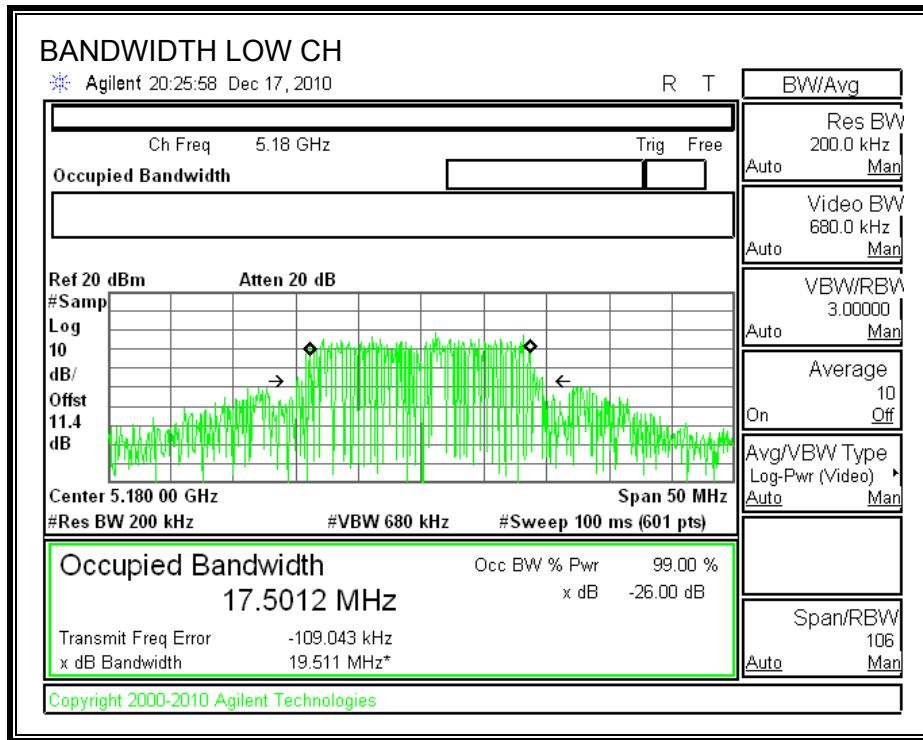 BANDWIDTH LOW CH
Agilent 20:25:58 Dec 17, 2010 R T
Ch Freq 5.18 GHz Trig Free
Occupied Bandwidth
Ref 20 dBm Atten 20 dB
#Samp
Log
10
dB/
Offst
11.4
dB
Center 5.180 00 GHz Span 50 MHz
#Res BW 200 kHz #VBW 680 kHz #Sweep 100 ms (601 pts)
Occupied Bandwidth Occ BW % Pwr 99.00 %
17.5012 MHz x dB -26.00 dB
Transmit Freq Error -109.043 kHz
x dB Bandwidth 19.511 MHz*
Copyright 2000-2010 Agilent Technologies
BW/Avg
Res BW
200.0 kHz
Auto Man
Video BW
680.0 kHz
Auto Man
VBW/RBW
3.00000
Auto Man
Average
10
On Off
Avg/VBW Type
Log-Pwr (Video)
Auto Man
Span/RBW
106
Auto Man